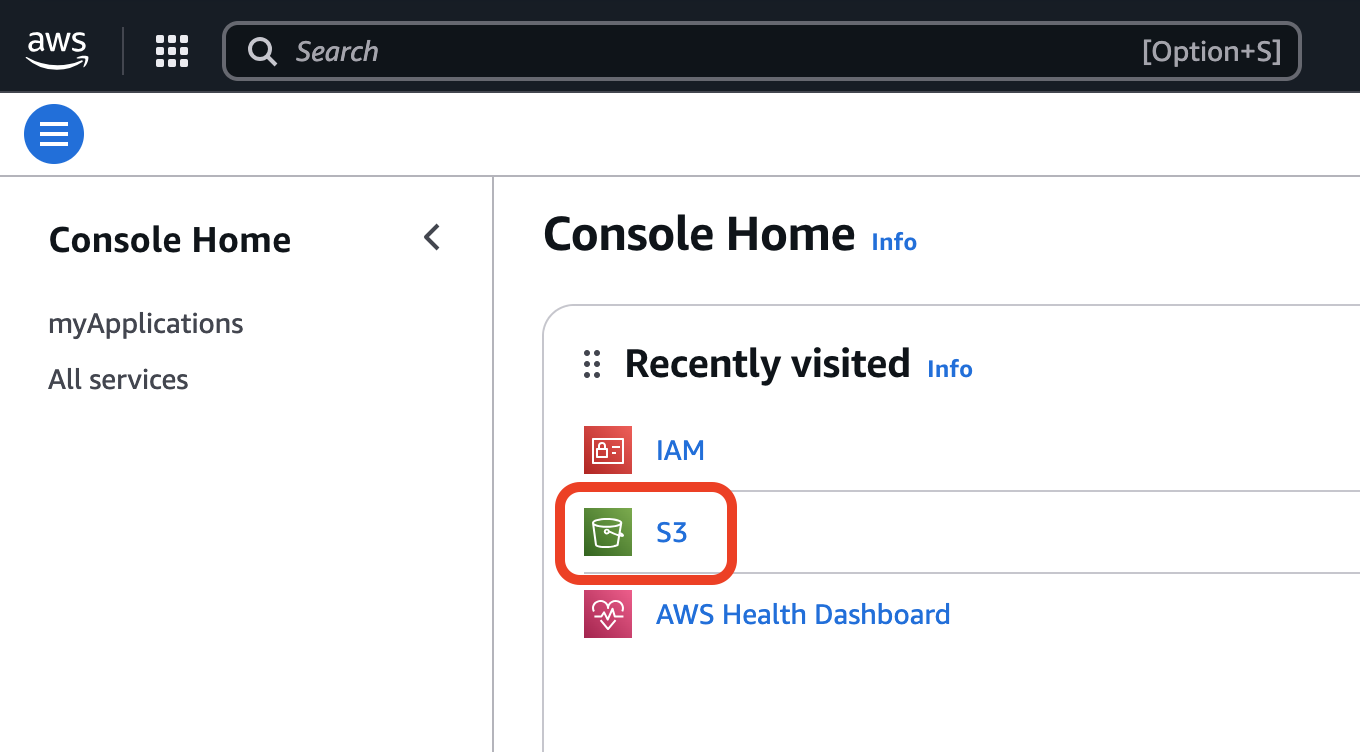 aws
Search [Option+S]
Console Home
myApplications
All services
Console Home Info
Recently visited Info
IAM
S3
AWS Health Dashboard